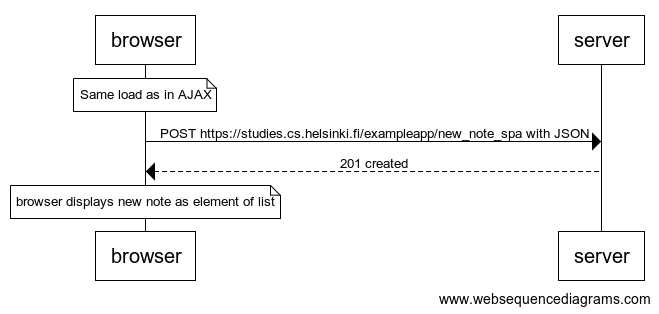 browser
server
Same load as in AJAX
POST https://studies.cs.helsinki.fi/exampleapp/new_note_spa with JSON
201 created
browser displays new note as element of list
browser
server
www.websequencediagrams.com